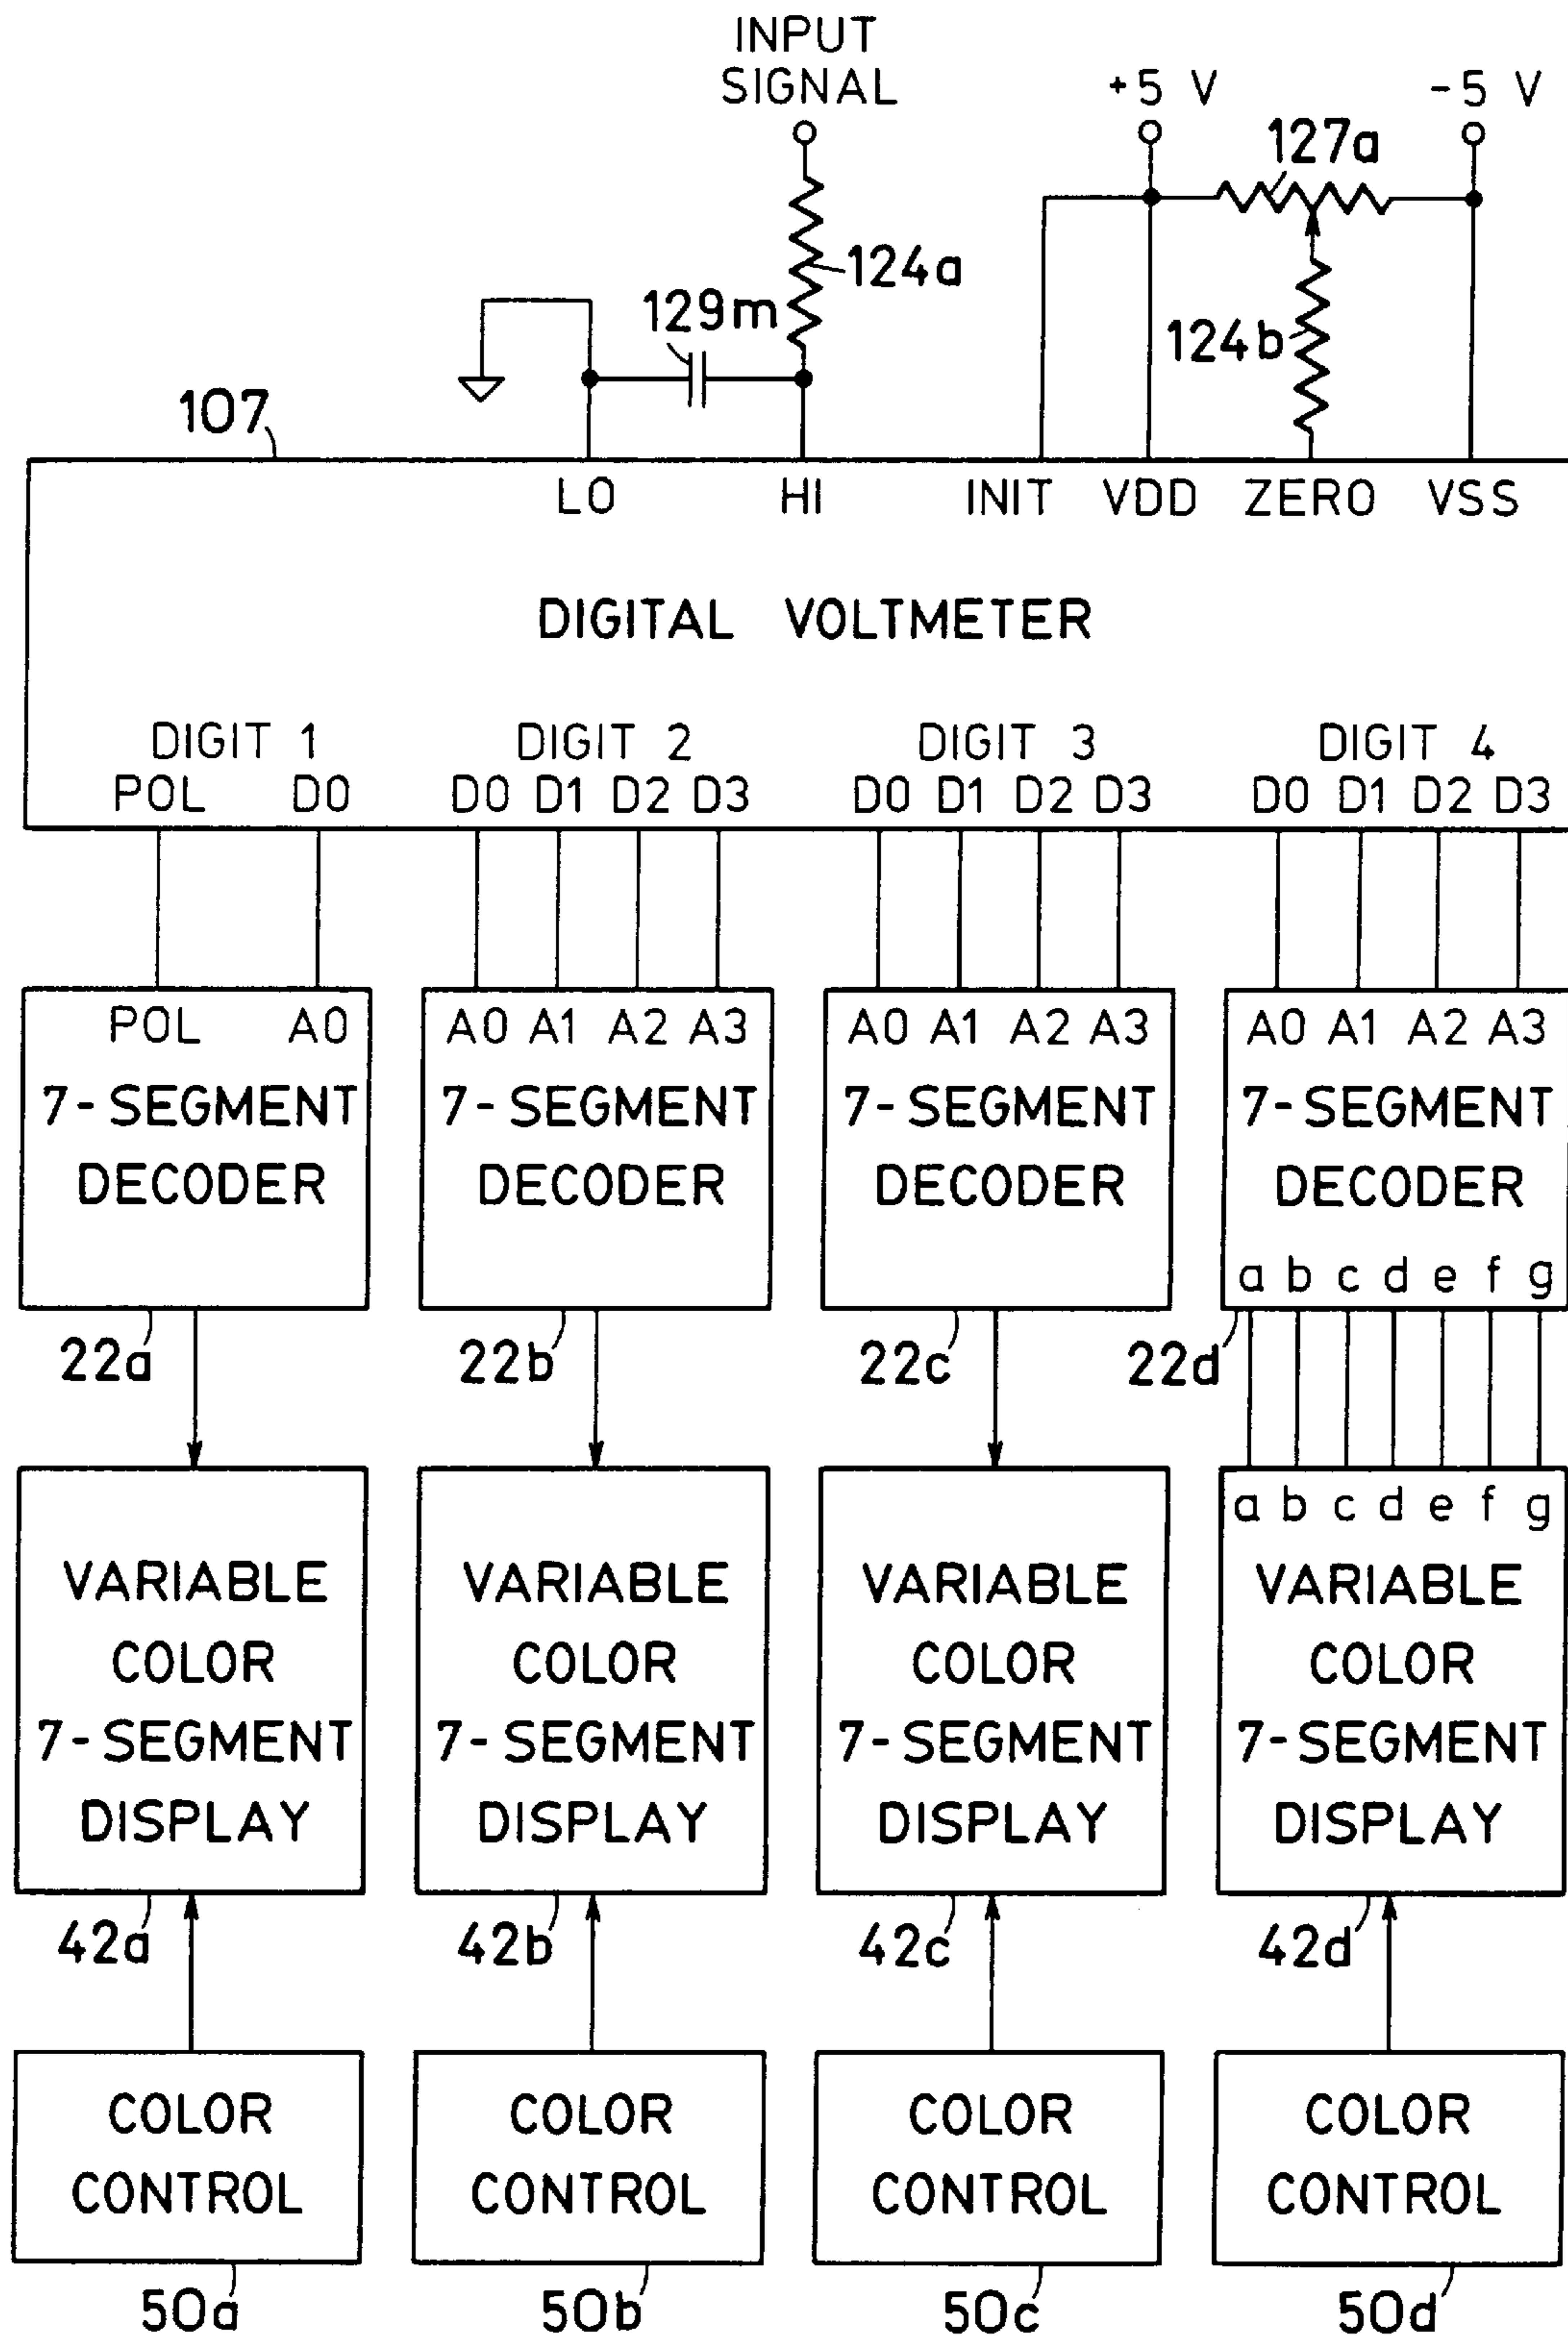 INPUT
SIGNAL
+5 V
-5 V
127a
124a
129m
124b
107
LO HI INIT VDD ZERO VSS
DIGITAL VOLTMETER
DIGIT 1 DIGIT 2 DIGIT 3 DIGIT 4
POL D0 D0 D1 D2 D3 D0 D1 D2 D3 D0 D1 D2 D3
POL A0 A0 A1 A2 A3 A0 A1 A2 A3 A0 A1 A2 A3
7-SEGMENT 7-SEGMENT 7-SEGMENT 7-SEGMENT
DECODER DECODER DECODER DECODER
a b c d e f g
22a 22b 22c 22d
a b c d e f g
VARIABLE VARIABLE VARIABLE VARIABLE
COLOR COLOR COLOR COLOR
7-SEGMENT 7-SEGMENT 7-SEGMENT 7-SEGMENT
DISPLAY DISPLAY DISPLAY DISPLAY
42a 42b 42c 42d
COLOR COLOR COLOR COLOR
CONTROL CONTROL CONTROL CONTROL
50a 50b 50c 50d